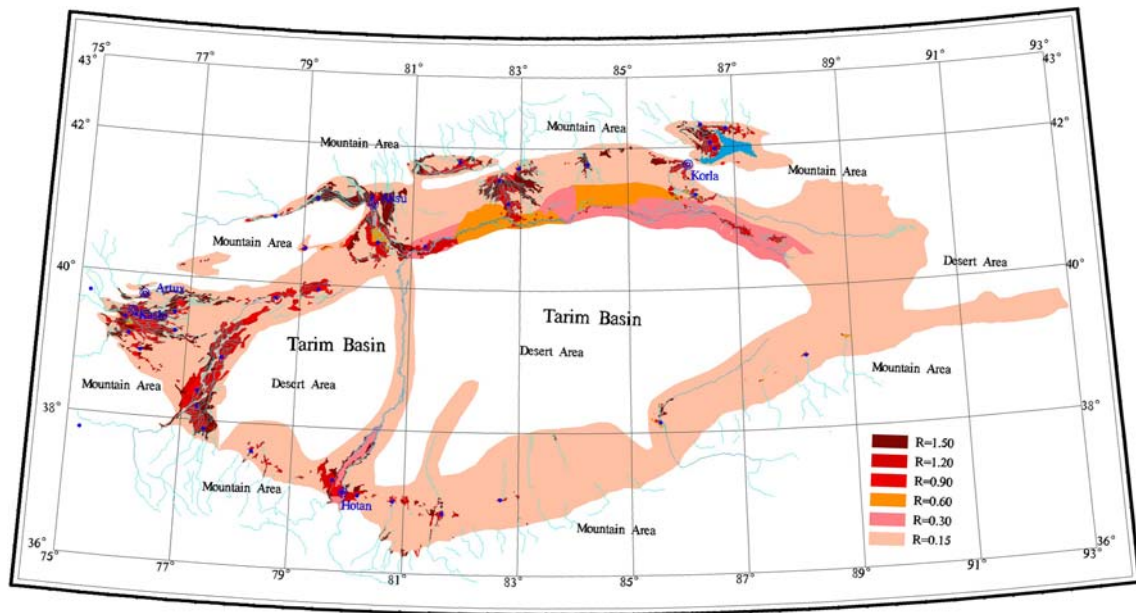 75° 77° 79° 81° 83° 85° 87° 89° 91° 93°
43° 43°
42° 42°
Mountain Area
Mountain Area
Mountain Area
Mountain Area
Korla
Aksu
Mountain Area
Desert Area
40° 40°
Artux
Tarim Basin
Tarim Basin
Desert Area
Desert Area
Mountain Area
Mountain Area
38° 38°
R=1.50
R=1.20
R=0.90
R=0.60
R=0.30
R=0.15
Mountain Area
Hotan
Mountain Area
36° 36°
75° 77° 79° 81° 83° 85° 87° 89° 91° 93°